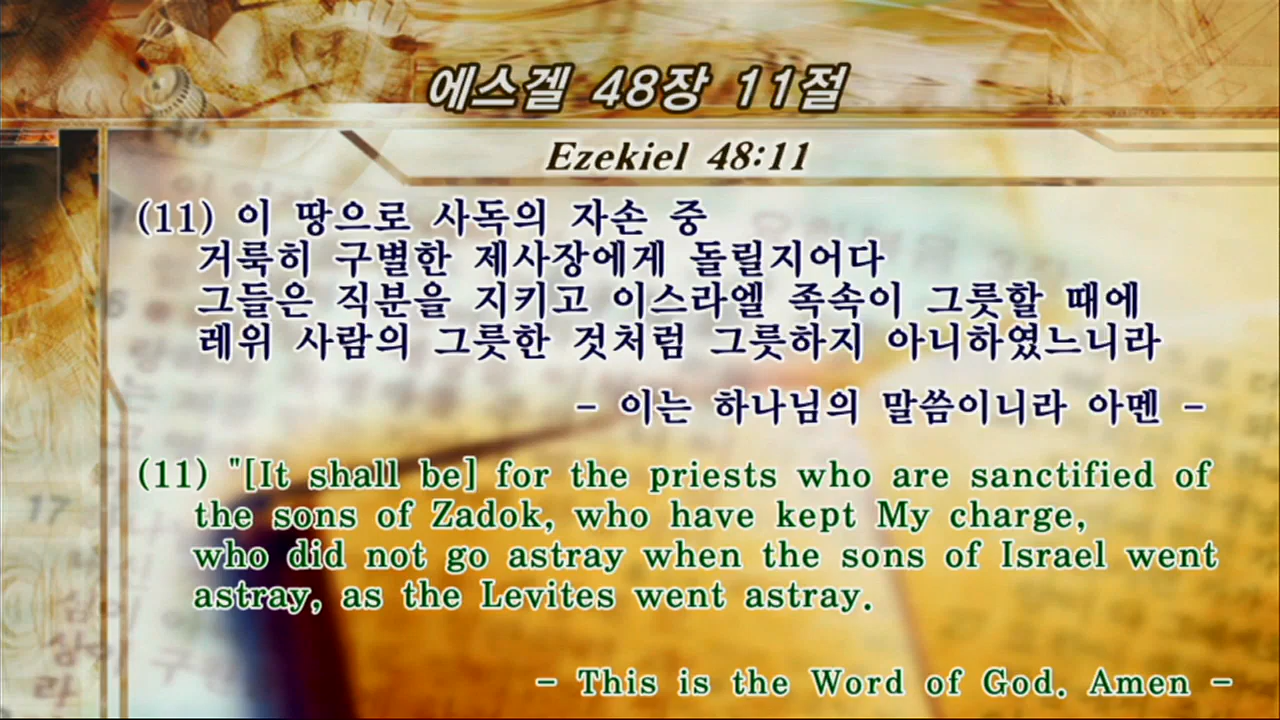 에스겔 48장 11절
Ezekiel 48:11
(11) 이 땅으로 사독의 자손 중
거룩히 구별한 제사장에게 돌릴지어다
그들은 직분을 지키고 이스라엘 족속이 그릇할 때에
레위 사람의 그릇한 것처럼 그릇하지 아니하였느니라
- 이는 하나님의 말씀이니라 아멘 -
(11) "[It shall be] for the priests who are sanctified of
the sons of Zadok, who have kept My charge,
who did not go astray when the sons of Israel went
astray, as the Levites went astray.
- This is the Word of God. Amen -
17